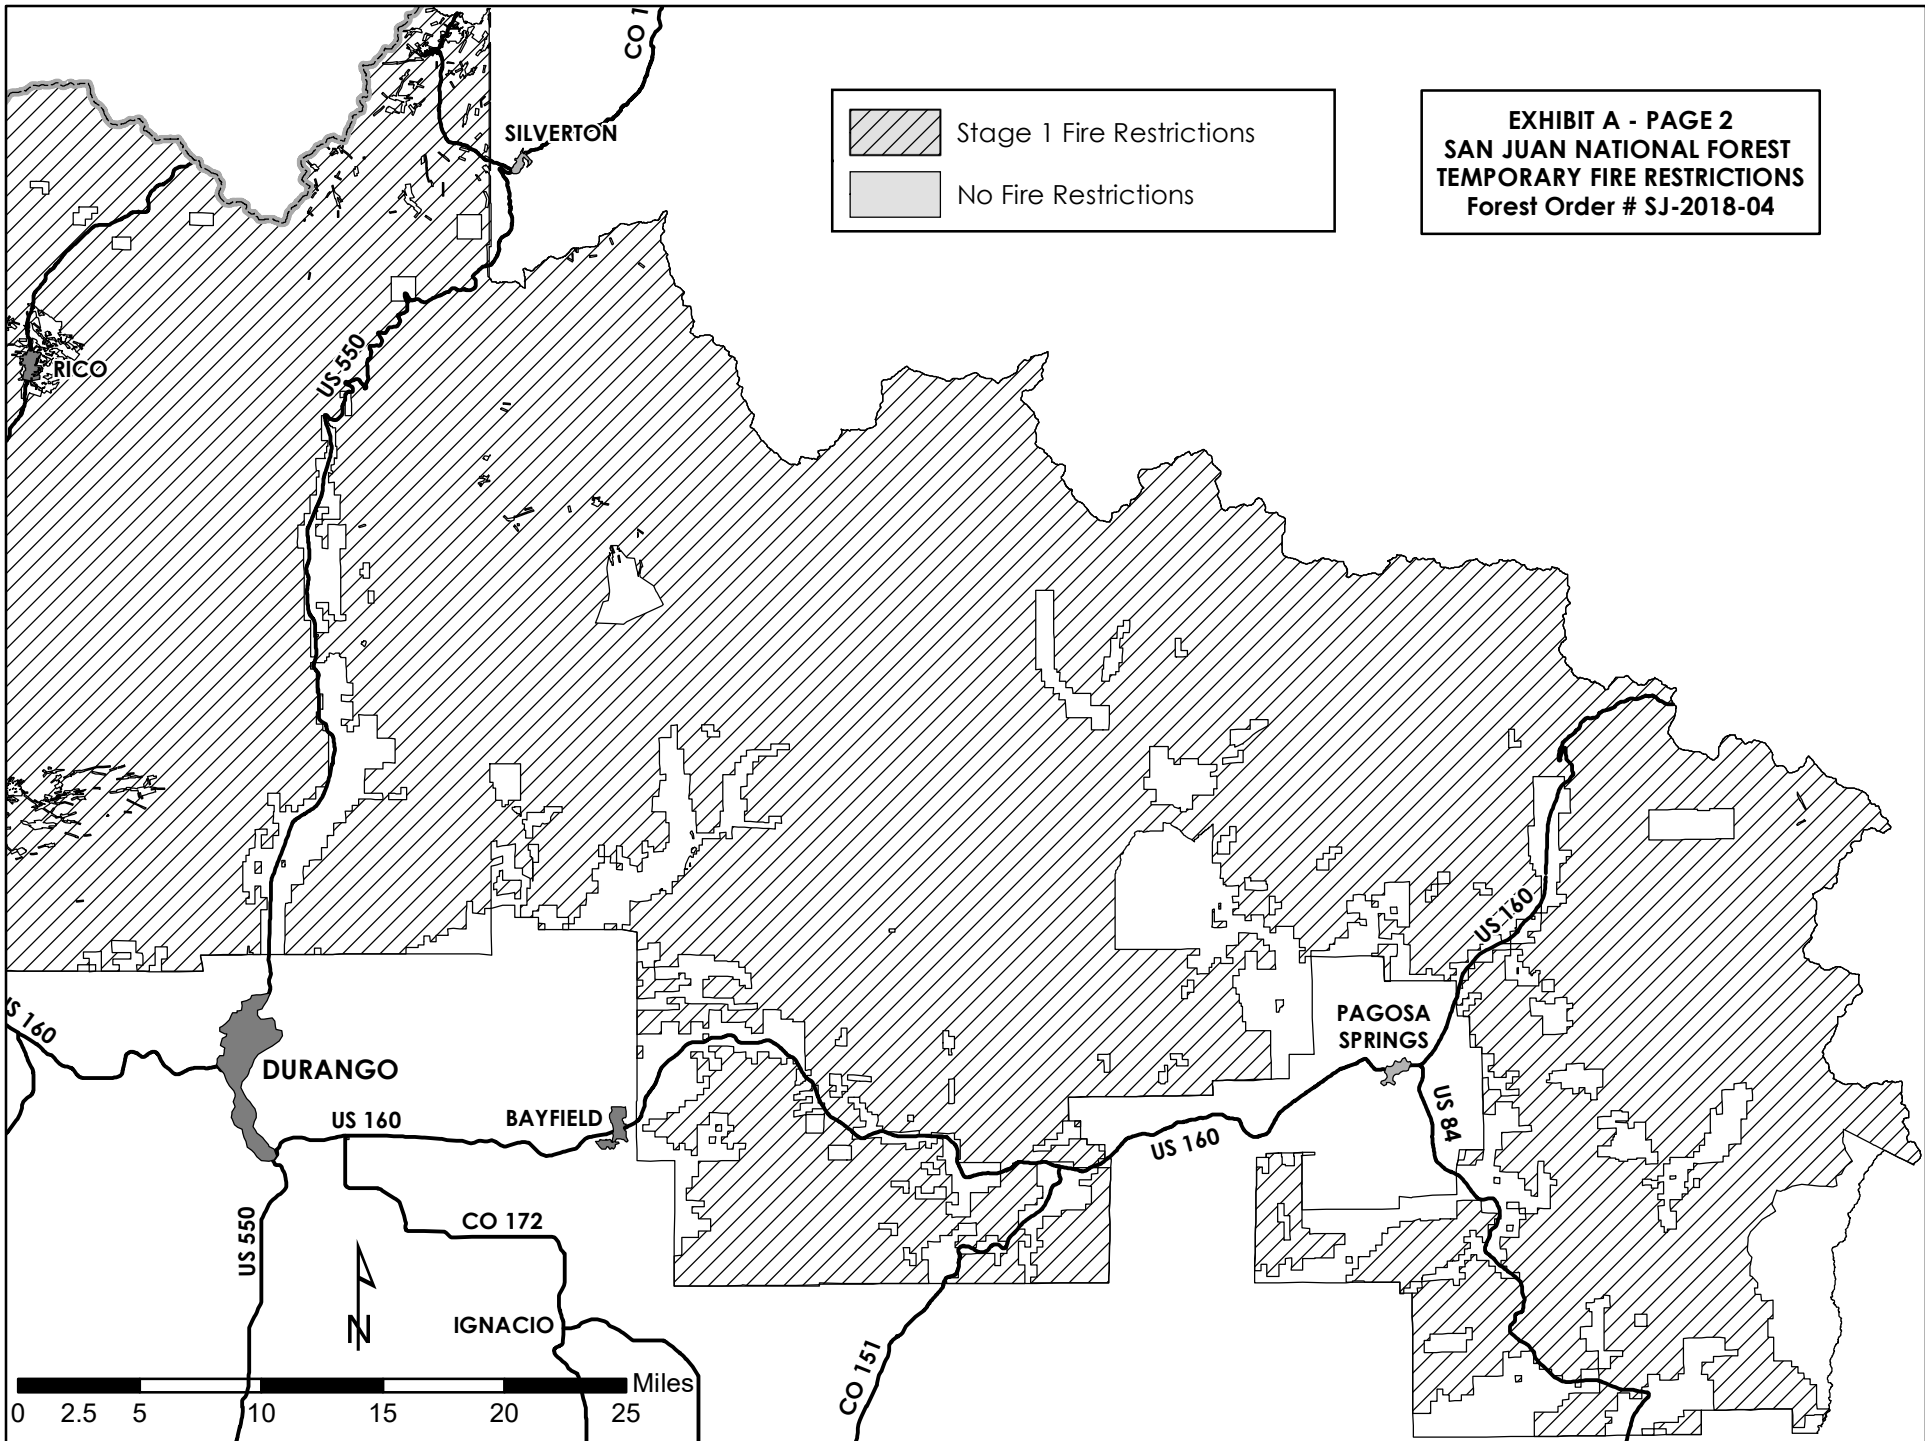 CO 1
SILVERTON
Stage 1 Fire Restrictions
No Fire Restrictions
EXHIBIT A - PAGE 2
SAN JUAN NATIONAL FOREST
TEMPORARY FIRE RESTRICTIONS
Forest Order # SJ-2018-04
RICO
US 550
US 160
US 160
PAGOSA
SPRINGS
DURANGO
BAYFIELD
US 160
US 84
US 160
US 550
CO 172
N
IGNACIO
CO 151
Miles
0 2.5 5 10 15 20 25